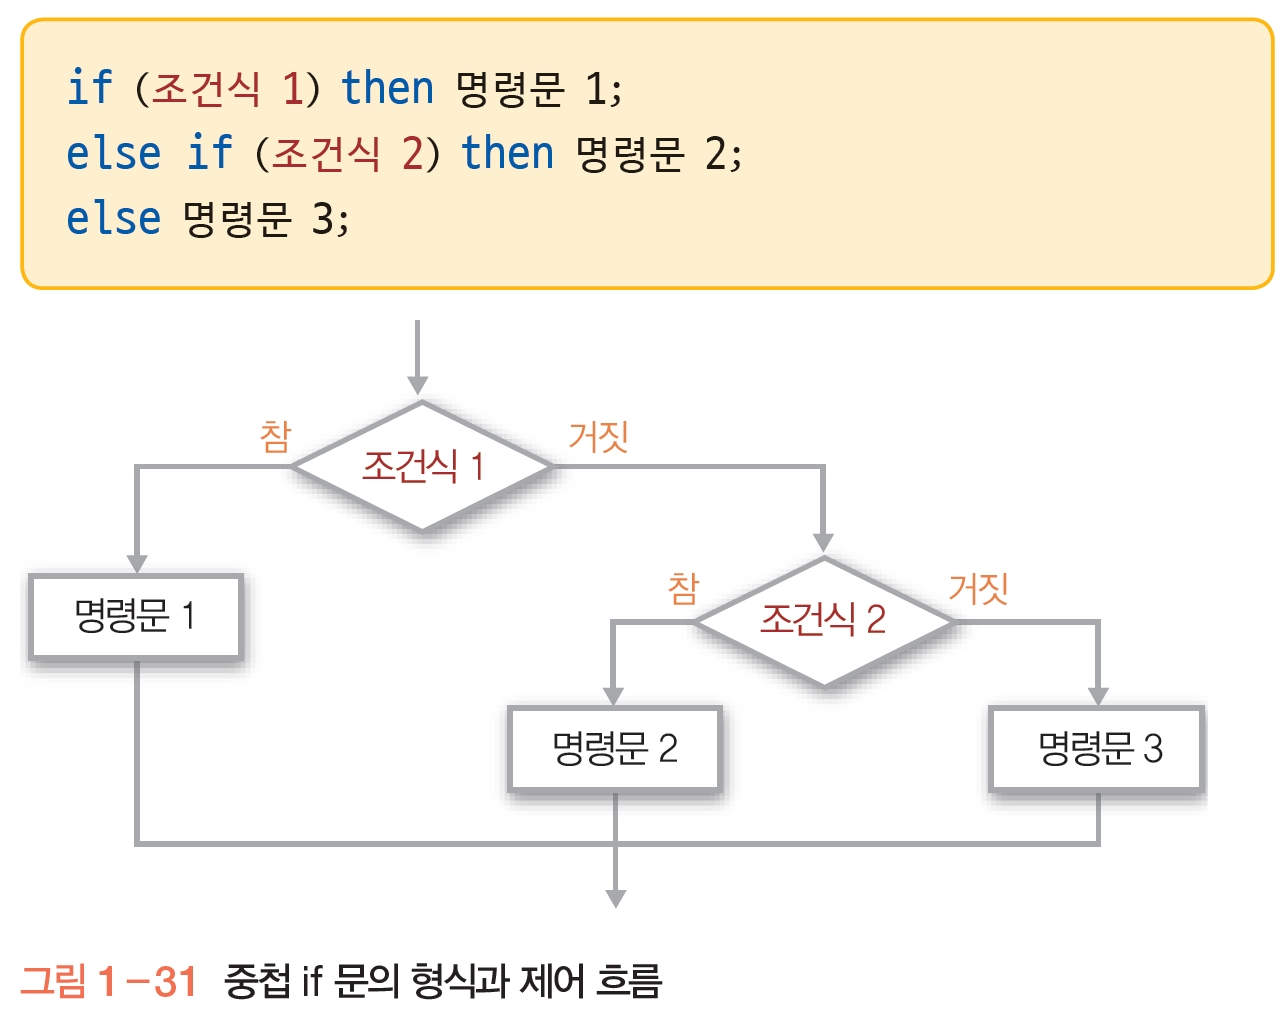 if (조건식 1) then 명령문 1;
else if (조건식 2) then 명령문 2;
else 명령문 3;
참
거짓
조건식 1
명령문 1
참
거짓
조건식 2
명령문 2
명령문 3
그림 1-31 중첩 if 문의 형식과 제어 흐름